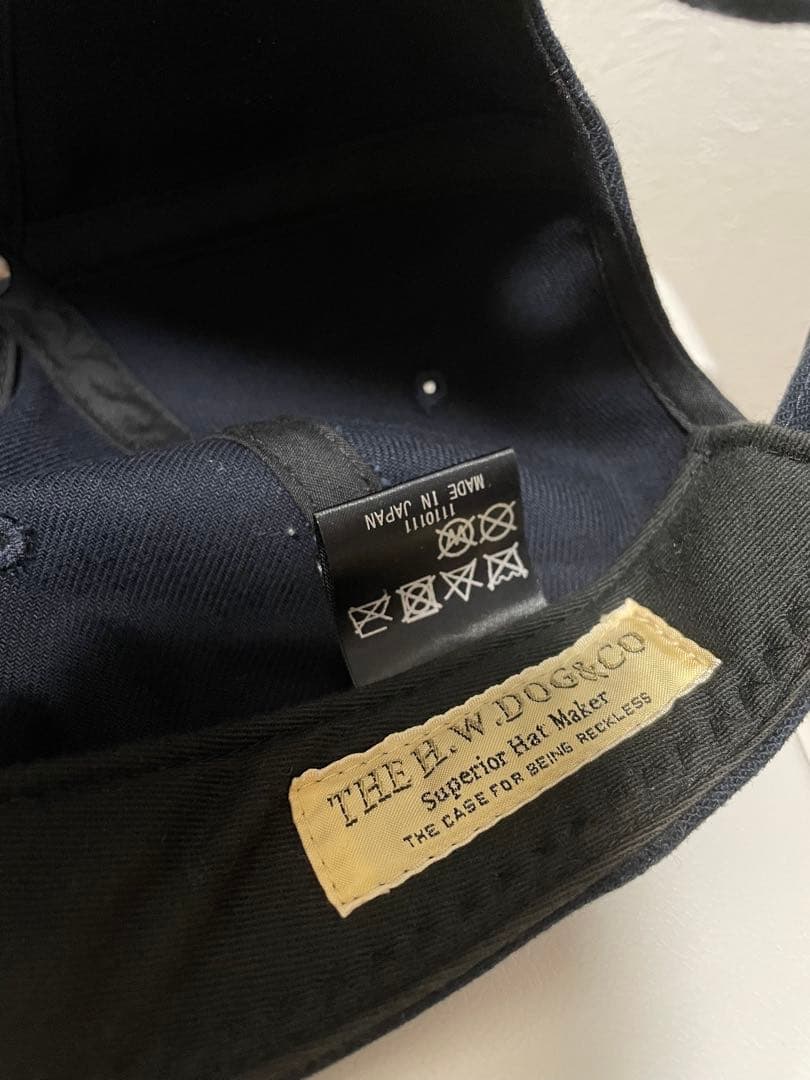 MADE IN JAPAN
1110111
W
THE H.W.DOG&CO
Superior Hat Maker
THE CASE FOR BEING RECKLESS